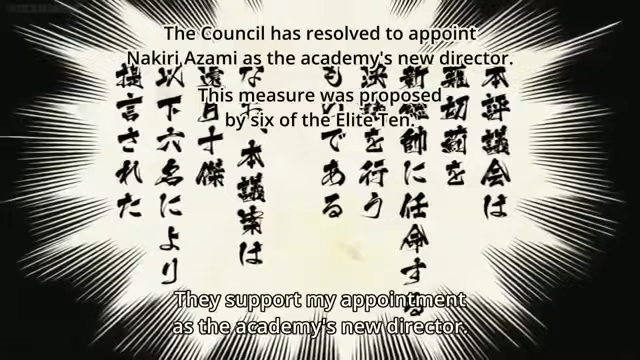 The Council has resolved to appoint
Nakiri Azami as the academy's new director.
This measure was proposed
by six of the Elite Ten.
本評議会は
薙切薊を
新総帥に任命する
決議を行う
ものである
なお、本議案は
遠月十傑
以下六名により
提言された
They support my appointment
as the academy's new director.